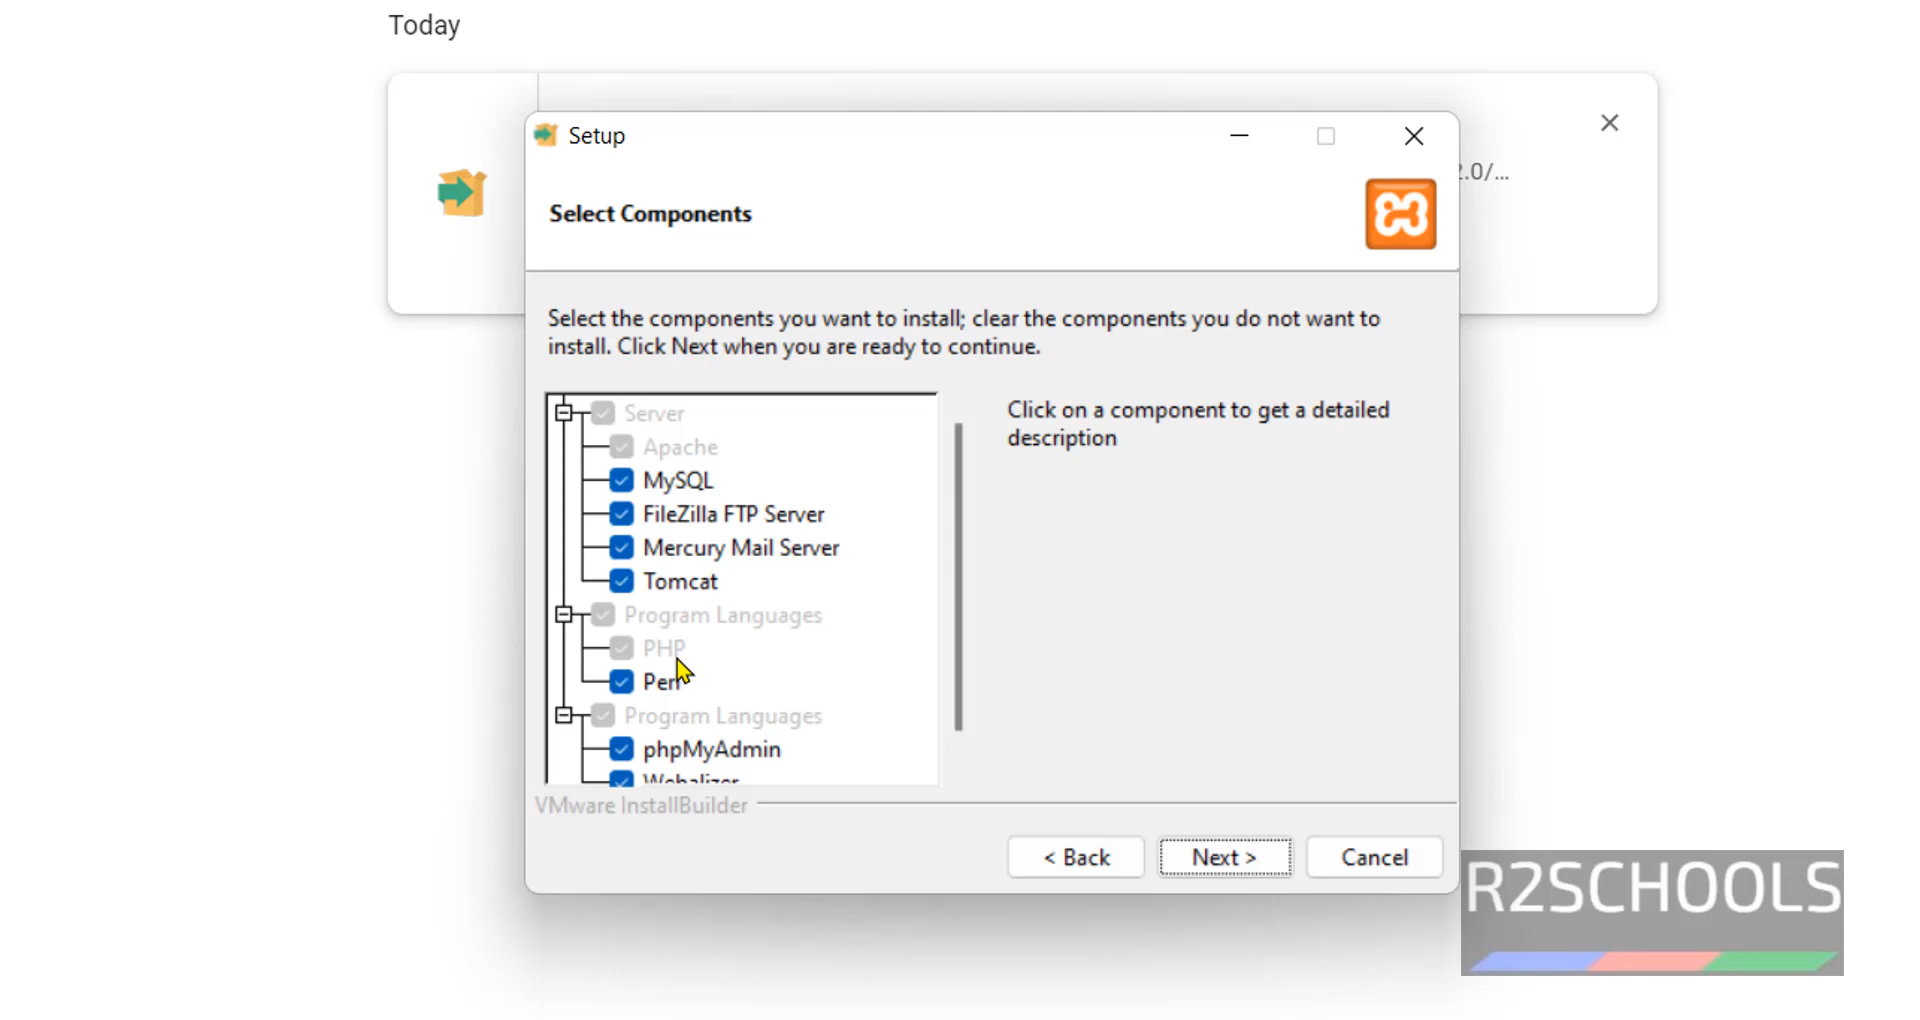 Today
Setup
2.0/...
Select Components
Select the components you want to install; clear the components you do not want to
install. Click Next when you are ready to continue.
Server
Apache
MySQL
FileZilla FTP Server
Mercury Mail Server
Tomcat
Program Languages
PHP
Perl
Program Languages
phpMyAdmin
Webalizer
Click on a component to get a detailed
description
VMware InstallBuilder
< Back
Next >
Cancel
R2SCHOOLS